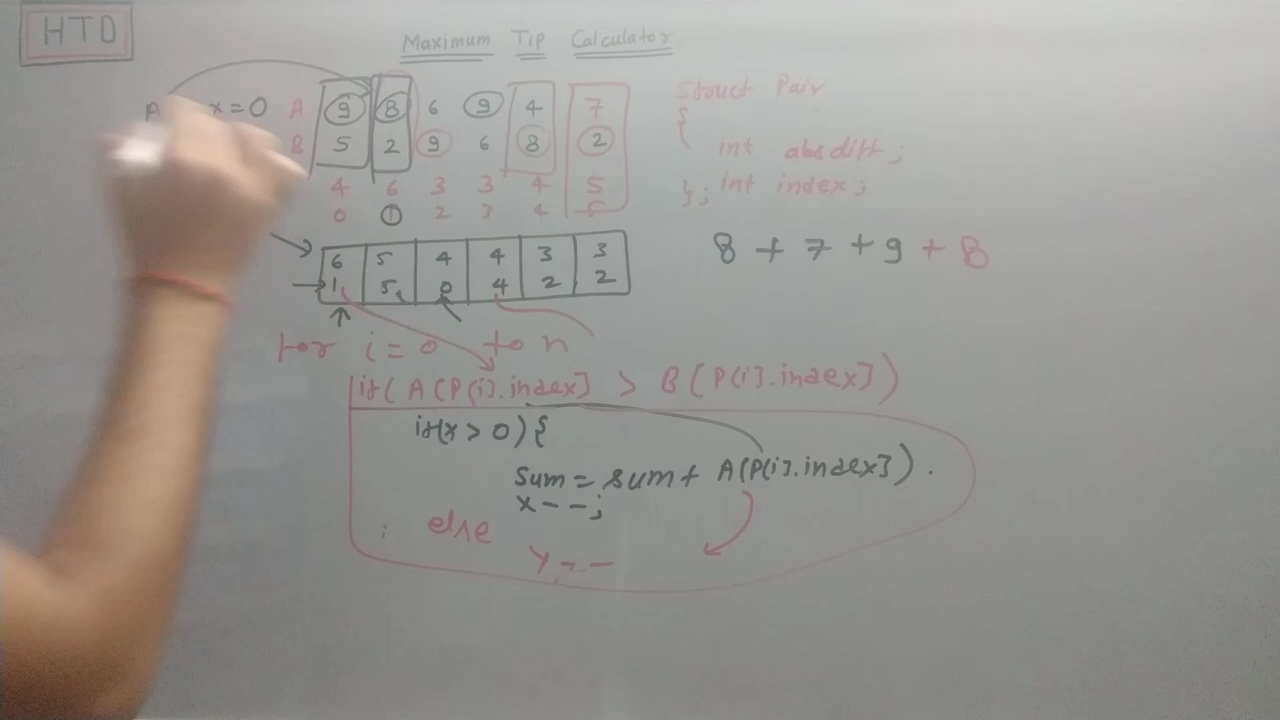 HTD
Maximum Tip Calculator
A x=0 A 9 8 6 9 4 7
B 5 2 9 6 8 2
4 6 3 3 4 5
0 1 2 3 4 5
Struct Pair
{
int absdiff;
}; int index;
6 5 4 4 3 3
1 5 0 4 2 2
8 + 7 + 9 + 8
for i=0 to n
if(A[P[i].index] > B[P[i].index])
if(x>0){
Sum = sum + A[P[i].index].
x--;
else